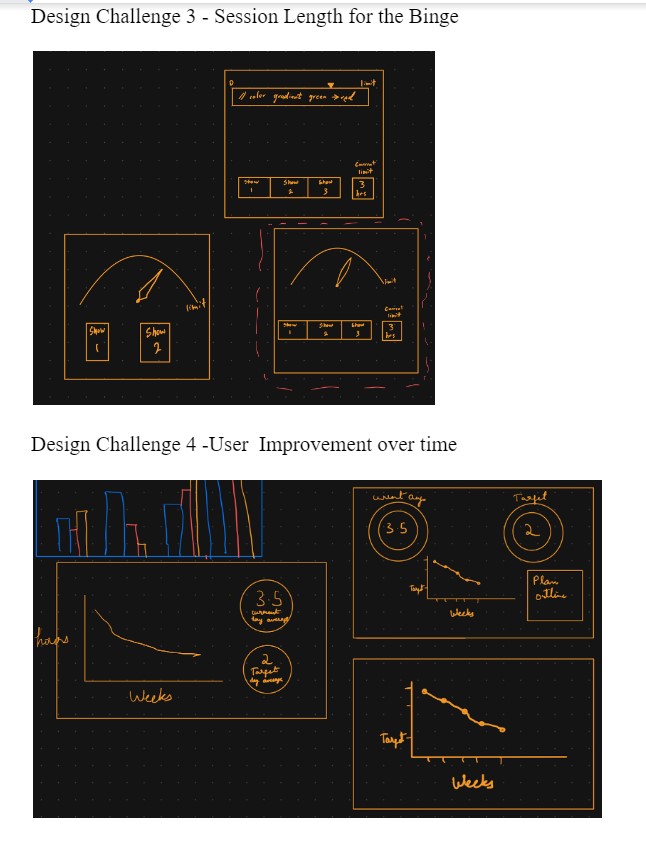 Design Challenge 3 - Session Length for the Binge
0
limit
// color gradient green → red
Current
limit
Show
1
Show
2
Show
3
3
hrs
limit
Show
1
Show
2
limit
Current
limit
Show
1
Show
2
Show
3
3
hrs
Design Challenge 4 -User Improvement over time
current avg
Target
3.5
2
Target
Weeks
Plan
outline
hours
Weeks
3.5
current
day average
2
Target
day average
Target
Weeks